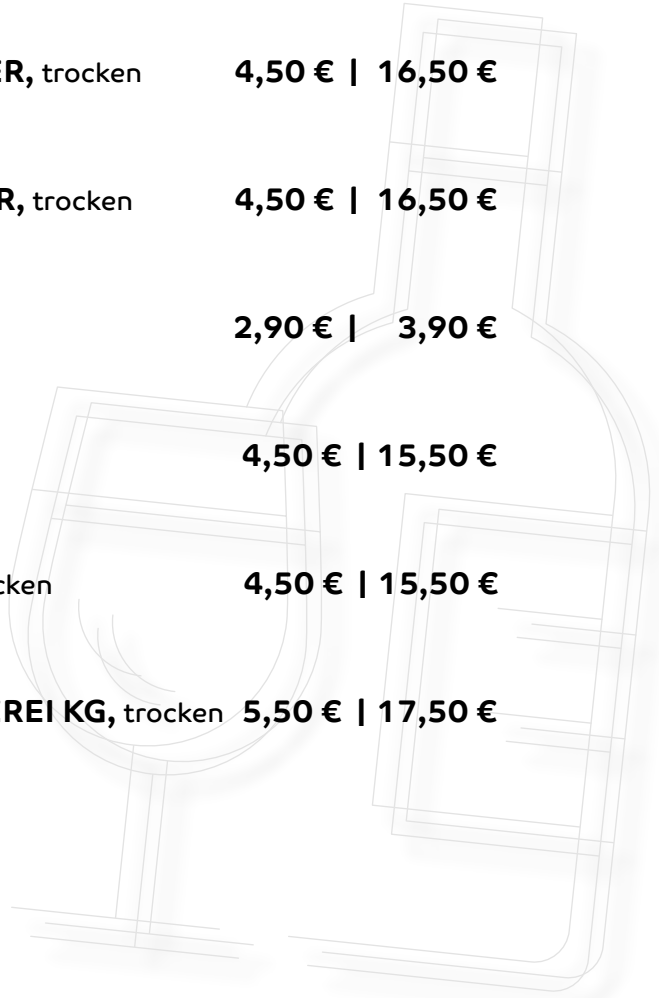 ER, trocken 4,50 € | 16,50 €
R, trocken 4,50 € | 16,50 €
2,90 € | 3,90 €
4,50 € | 15,50 €
cken 4,50 € | 15,50 €
EREI KG, trocken 5,50 € | 17,50 €